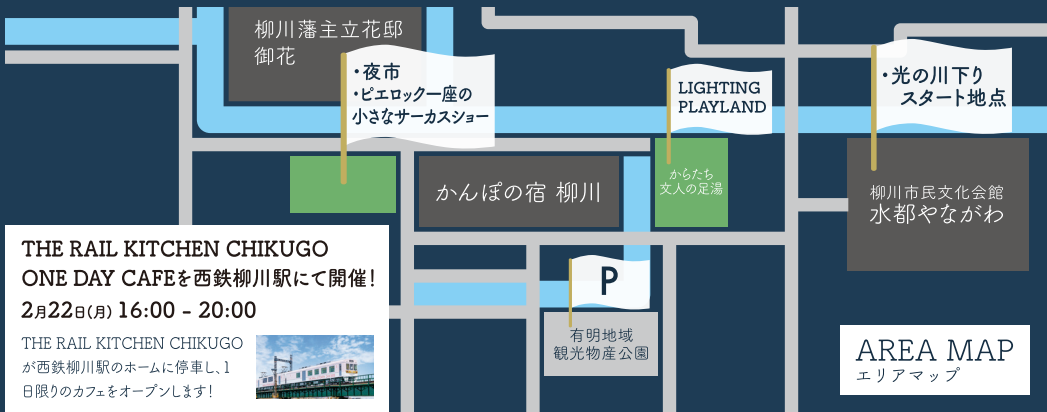 柳川藩主立花邸
御花
・夜市
・ピエロック一座の
小さなサーカスショー
LIGHTING
PLAYLAND
・光の川下り
スタート地点
からたち
文人の足湯
かんぽの宿 柳川
柳川市民文化会館
水都やながわ
THE RAIL KITCHEN CHIKUGO
ONE DAY CAFEを西鉄柳川駅にて開催!
2月22日(月) 16:00 - 20:00
THE RAIL KITCHEN CHIKUGO
が西鉄柳川駅のホームに停車し、1
日限りのカフェをオープンします!
P
有明地域
観光物産公園
AREA MAP
エリアマップ